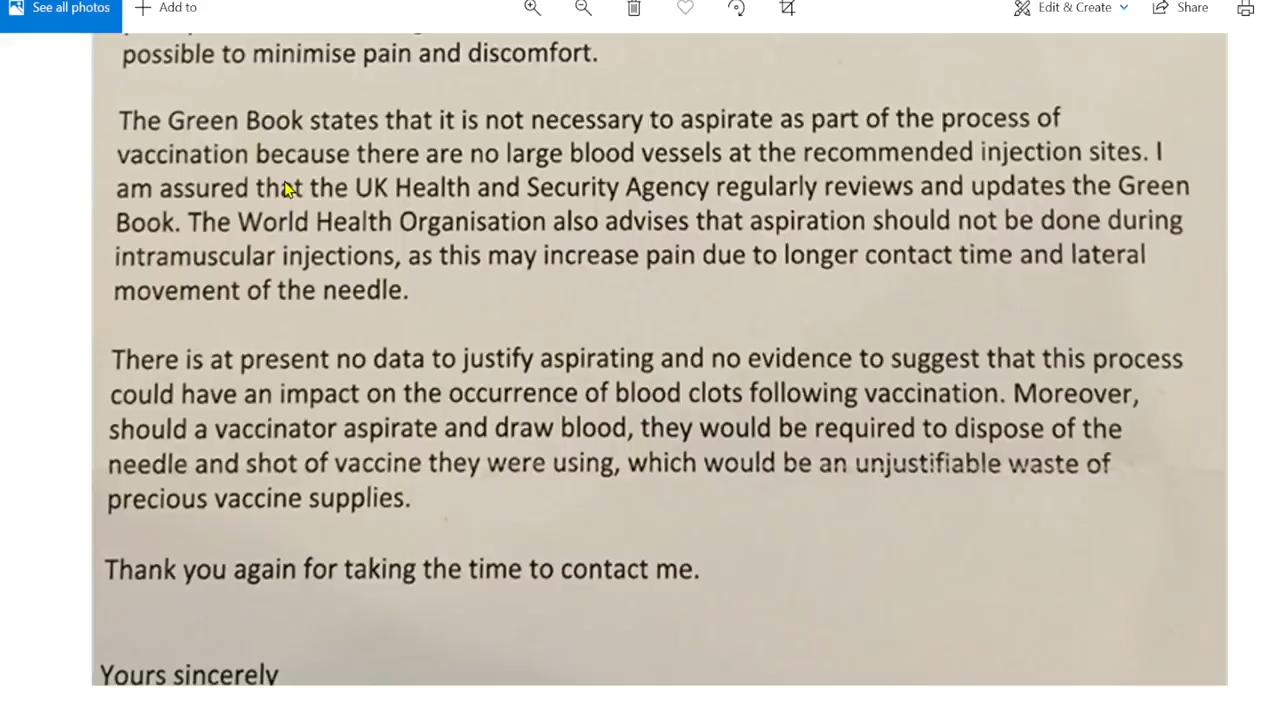 See all photos
Add to
Edit & Create
Share
possible to minimise pain and discomfort.
The Green Book states that it is not necessary to aspirate as part of the process of
vaccination because there are no large blood vessels at the recommended injection sites. I
am assured that the UK Health and Security Agency regularly reviews and updates the Green
Book. The World Health Organisation also advises that aspiration should not be done during
intramuscular injections, as this may increase pain due to longer contact time and lateral
movement of the needle.
There is at present no data to justify aspirating and no evidence to suggest that this process
could have an impact on the occurrence of blood clots following vaccination. Moreover,
should a vaccinator aspirate and draw blood, they would be required to dispose of the
needle and shot of vaccine they were using, which would be an unjustifiable waste of
precious vaccine supplies.
Thank you again for taking the time to contact me.
Yours sincerely